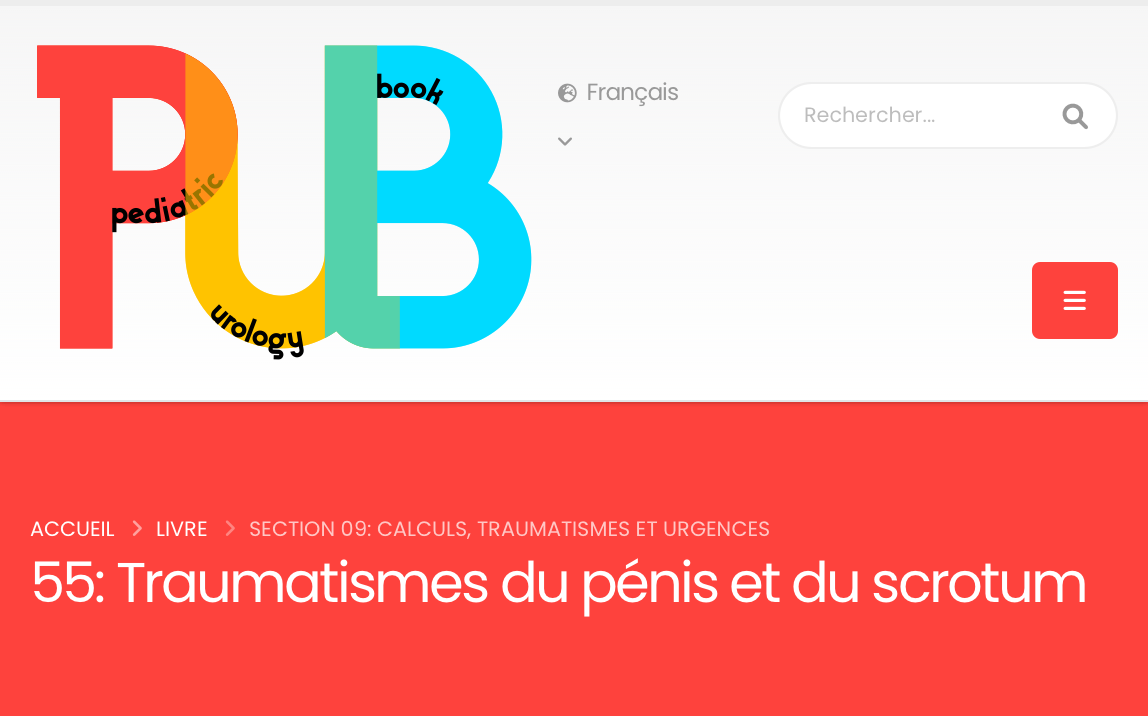 PUB
book
pediatric
urology
Français
Rechercher...
ACCUEIL > LIVRE > SECTION 09: CALCULS, TRAUMATISMES ET URGENCES
55: Traumatismes du pénis et du scrotum